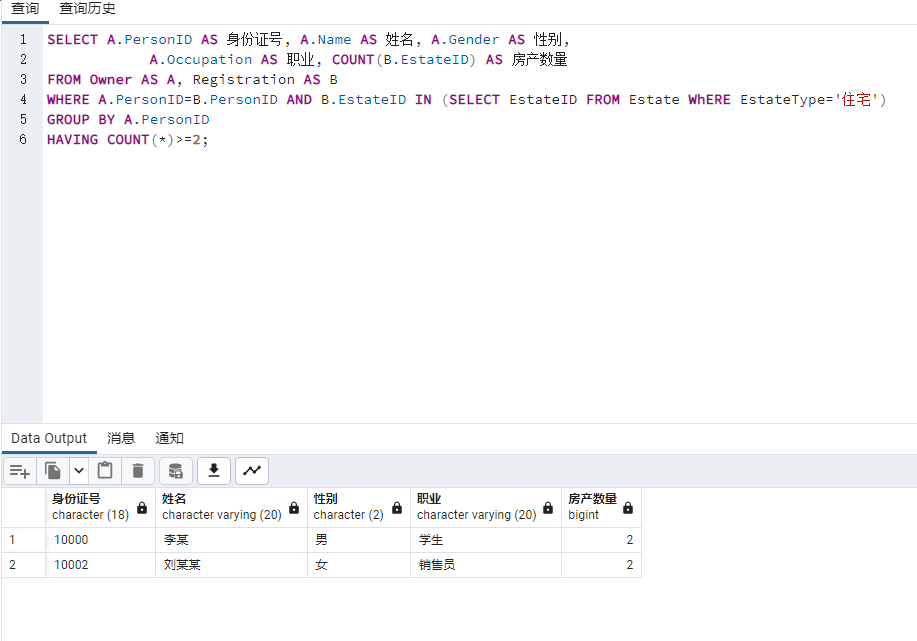 查询 查询历史
1 SELECT A.PersonID AS 身份证号, A.Name AS 姓名, A.Gender AS 性别,
2 A.Occupation AS 职业, COUNT(B.EstateID) AS 房产数量
3 FROM Owner AS A, Registration AS B
4 WHERE A.PersonID=B.PersonID AND B.EstateID IN (SELECT EstateID FROM Estate WhERE EstateType='住宅')
5 GROUP BY A.PersonID
6 HAVING COUNT(*)>=2;
Data Output 消息 通知
身份证号 姓名 性别 职业 房产数量
character (18) character varying (20) character (2) character varying (20) bigint
1 10000 李某 男 学生 2
2 10002 刘某某 女 销售员 2